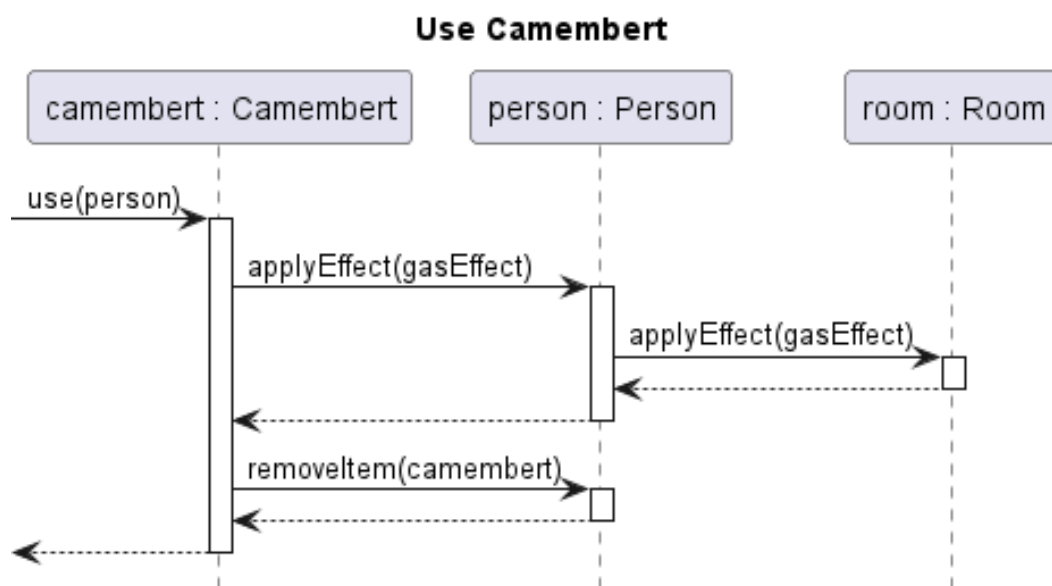 Use Camembert
camembert : Camembert
person : Person
room : Room
use(person)
applyEffect(gasEffect)
applyEffect(gasEffect)
removeItem(camembert)